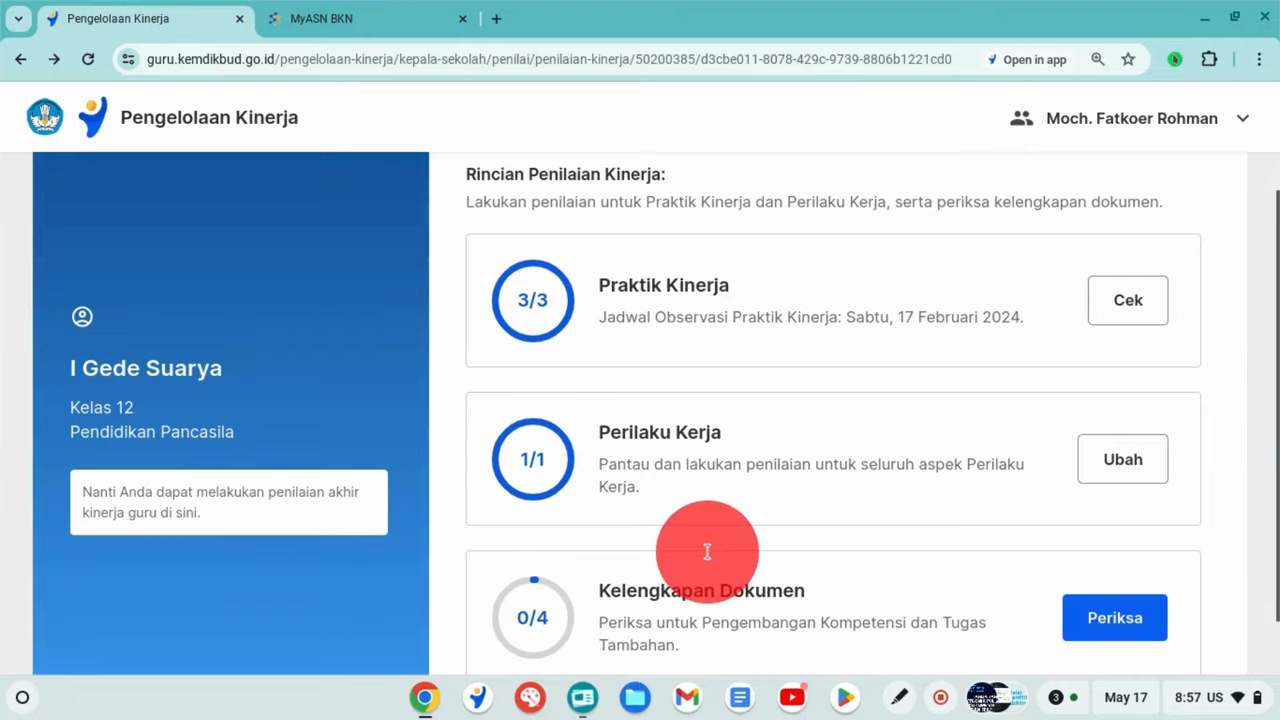 Pengelolaan Kinerja
MyASN BKN
guru.kemdikbud.go.id/pengelolaan-kinerja/kepala-sekolah/penilai/penilaian-kinerja/50200385/d3cbe011-8078-429c-9739-8806b1221cd0
Open in app
Pengelolaan Kinerja
Moch. Fatkoer Rohman
I Gede Suarya
Kelas 12
Pendidikan Pancasila
Nanti Anda dapat melakukan penilaian akhir
kinerja guru di sini.
Rincian Penilaian Kinerja:
Lakukan penilaian untuk Praktik Kinerja dan Perilaku Kerja, serta periksa kelengkapan dokumen.
3/3
Praktik Kinerja
Jadwal Observasi Praktik Kinerja: Sabtu, 17 Februari 2024.
Cek
1/1
Perilaku Kerja
Pantau dan lakukan penilaian untuk seluruh aspek Perilaku
Kerja.
Ubah
0/4
Kelengkapan Dokumen
Periksa untuk Pengembangan Kompetensi dan Tugas
Tambahan.
Periksa
3
May 17
8:57 US